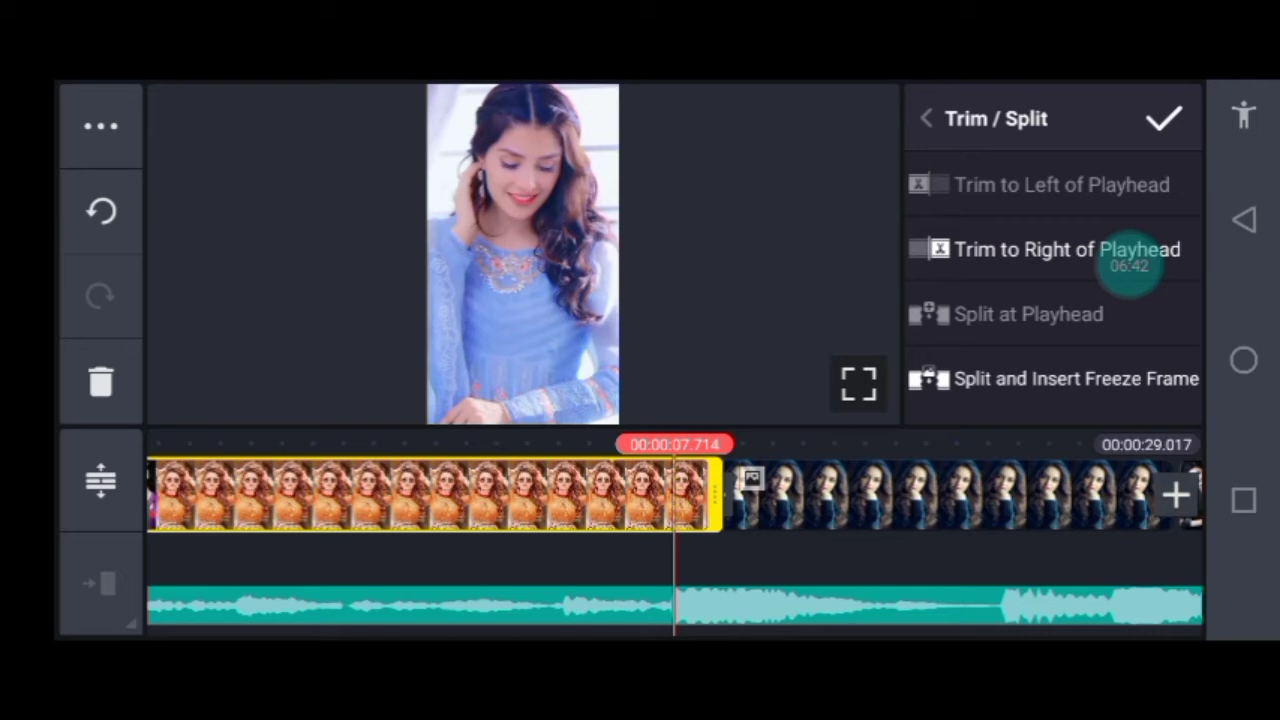 Trim / Split
Trim to Left of Playhead
Trim to Right of Playhead
06:42
Split at Playhead
Split and Insert Freeze Frame
00:00:07.714
00:00:29.017